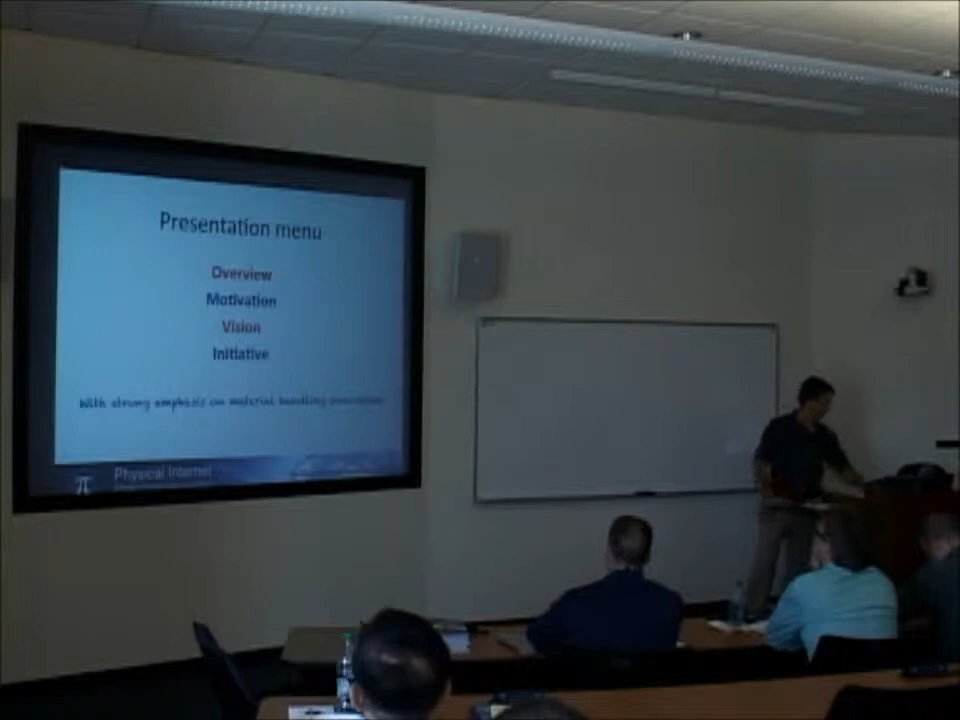 Presentation menu
Overview
Motivation
Vision
Initiative
With strong emphasis on material handling
π Physical Internet